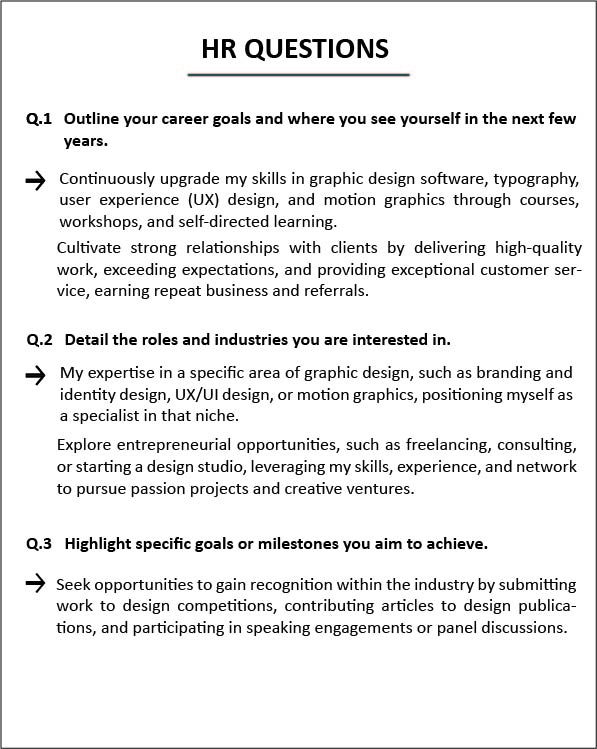 HR QUESTIONS
Q.1 Outline your career goals and where you see yourself in the next few
years.
→ Continuously upgrade my skills in graphic design software, typography,
user experience (UX) design, and motion graphics through courses,
workshops, and self-directed learning.
Cultivate strong relationships with clients by delivering high-quality
work, exceeding expectations, and providing exceptional customer ser-
vice, earning repeat business and referrals.
Q.2 Detail the roles and industries you are interested in.
→ My expertise in a specific area of graphic design, such as branding and
identity design, UX/UI design, or motion graphics, positioning myself as
a specialist in that niche.
Explore entrepreneurial opportunities, such as freelancing, consulting,
or starting a design studio, leveraging my skills, experience, and network
to pursue passion projects and creative ventures.
Q.3 Highlight specific goals or milestones you aim to achieve.
→ Seek opportunities to gain recognition within the industry by submitting
work to design competitions, contributing articles to design publica-
tions, and participating in speaking engagements or panel discussions.